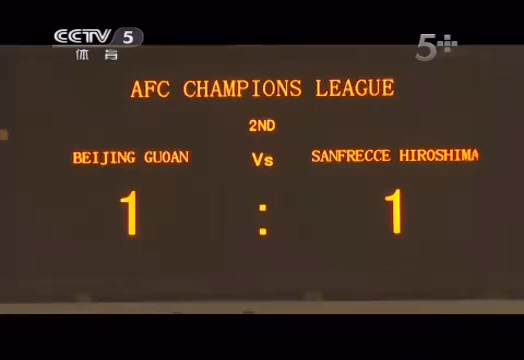 CCTV 5
体育
5+
AFC CHAMPIONS LEAGUE
2ND
BEIJING GUOAN Vs SANFRECCE HIROSHIMA
1 : 1